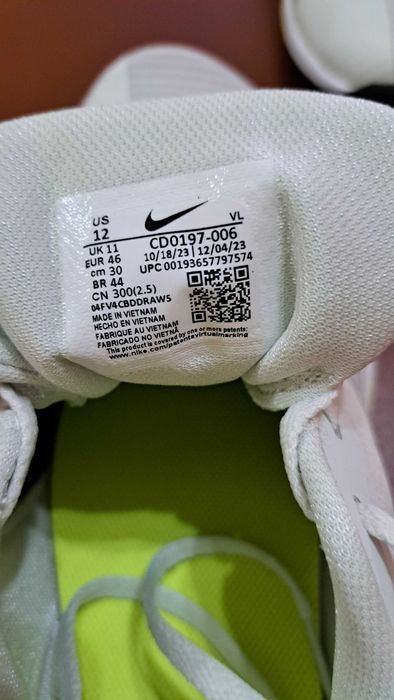 US VL
12 CD0197-006
UK 11 10/18/23 | 12/04/23
EUR 46 UPC 00193657797574
cm 30
BR 44
CN 300(2.5)
04FV4CBDDRAW5
MADE IN VIETNAM
HECHO EN VIETNAM
FABRIQUE AU VIETNAM
FABRICADO NO VIETNÃ
This product is covered by one or more patents:
www.nike.com/patentsvirtualmarking